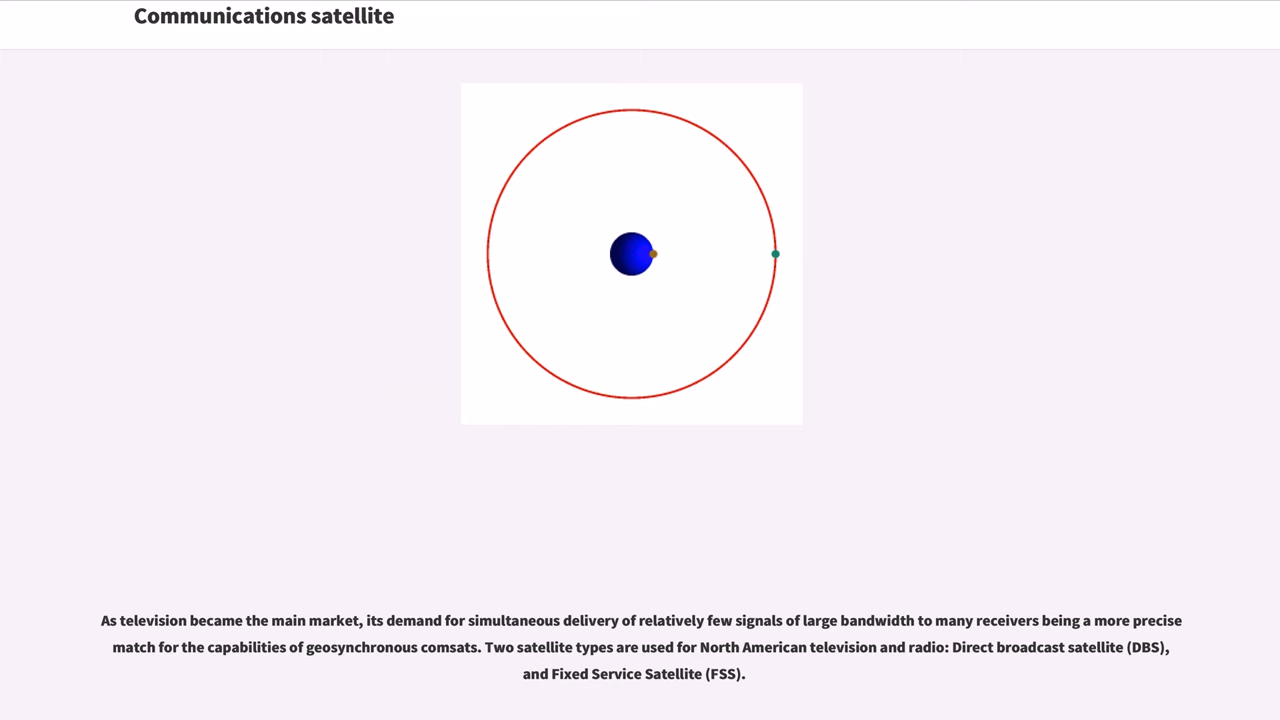 Communications satellite
As television became the main market, its demand for simultaneous delivery of relatively few signals of large bandwidth to many receivers being a more precise
match for the capabilities of geosynchronous comsats. Two satellite types are used for North American television and radio: Direct broadcast satellite (DBS),
and Fixed Service Satellite (FSS).